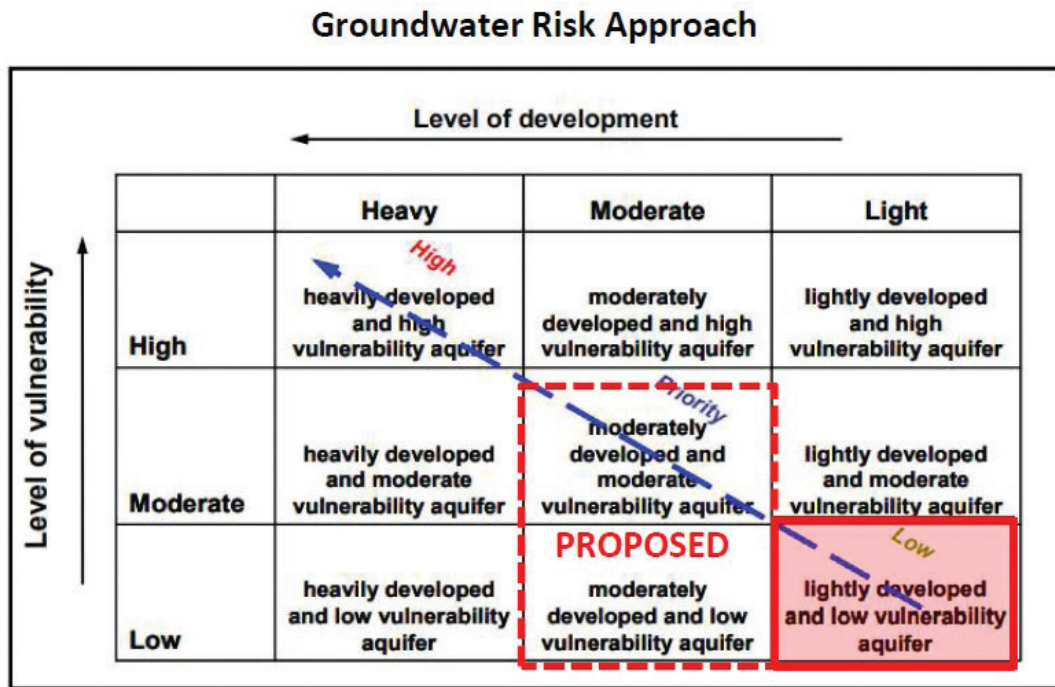 Groundwater Risk Approach
Level of development
Level of vulnerability
Heavy
Moderate
Light
High
High
heavily developed
and high
vulnerability aquifer
moderately
developed and high
vulnerability aquifer
lightly developed
and high
vulnerability aquifer
Moderate
heavily developed
and moderate
vulnerability aquifer
Priority
moderately
developed and
moderate
vulnerability aquifer
lightly developed
and moderate
vulnerability aquifer
Low
heavily developed
and low vulnerability
aquifer
PROPOSED
moderately
developed and low
vulnerability aquifer
Low
lightly developed
and low vulnerability
aquifer